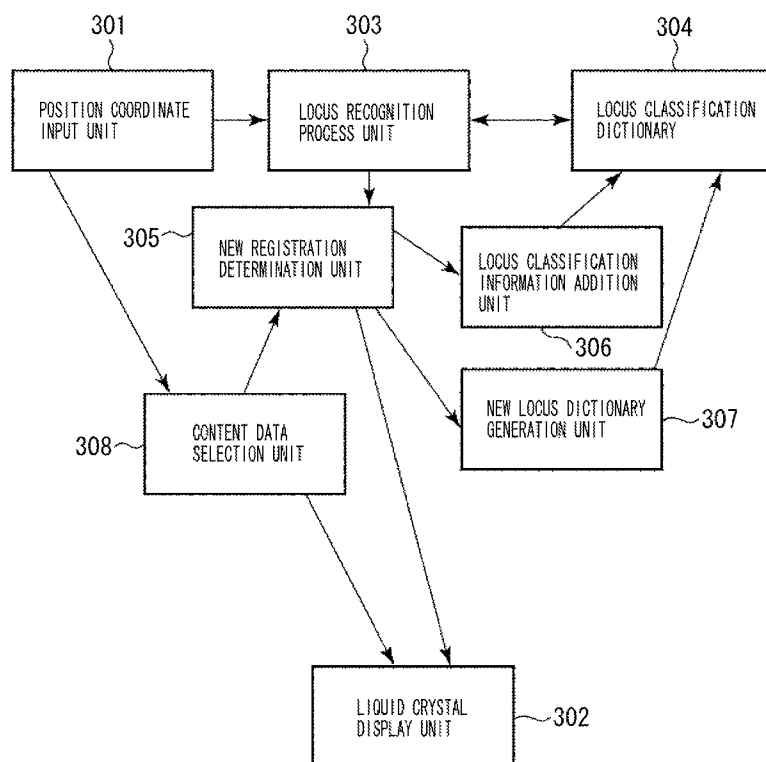 301
303
304
POSITION COORDINATE
INPUT UNIT
LOCUS RECOGNITION
PROCESS UNIT
LOCUS CLASSIFICATION
DICTIONARY
305
NEW REGISTRATION
DETERMINATION UNIT
LOCUS CLASSIFICATION
INFORMATION ADDITION
UNIT
306
308
CONTENT DATA
SELECTION UNIT
NEW LOCUS DICTIONARY
GENERATION UNIT
307
LIQUID CRYSTAL
DISPLAY UNIT
302